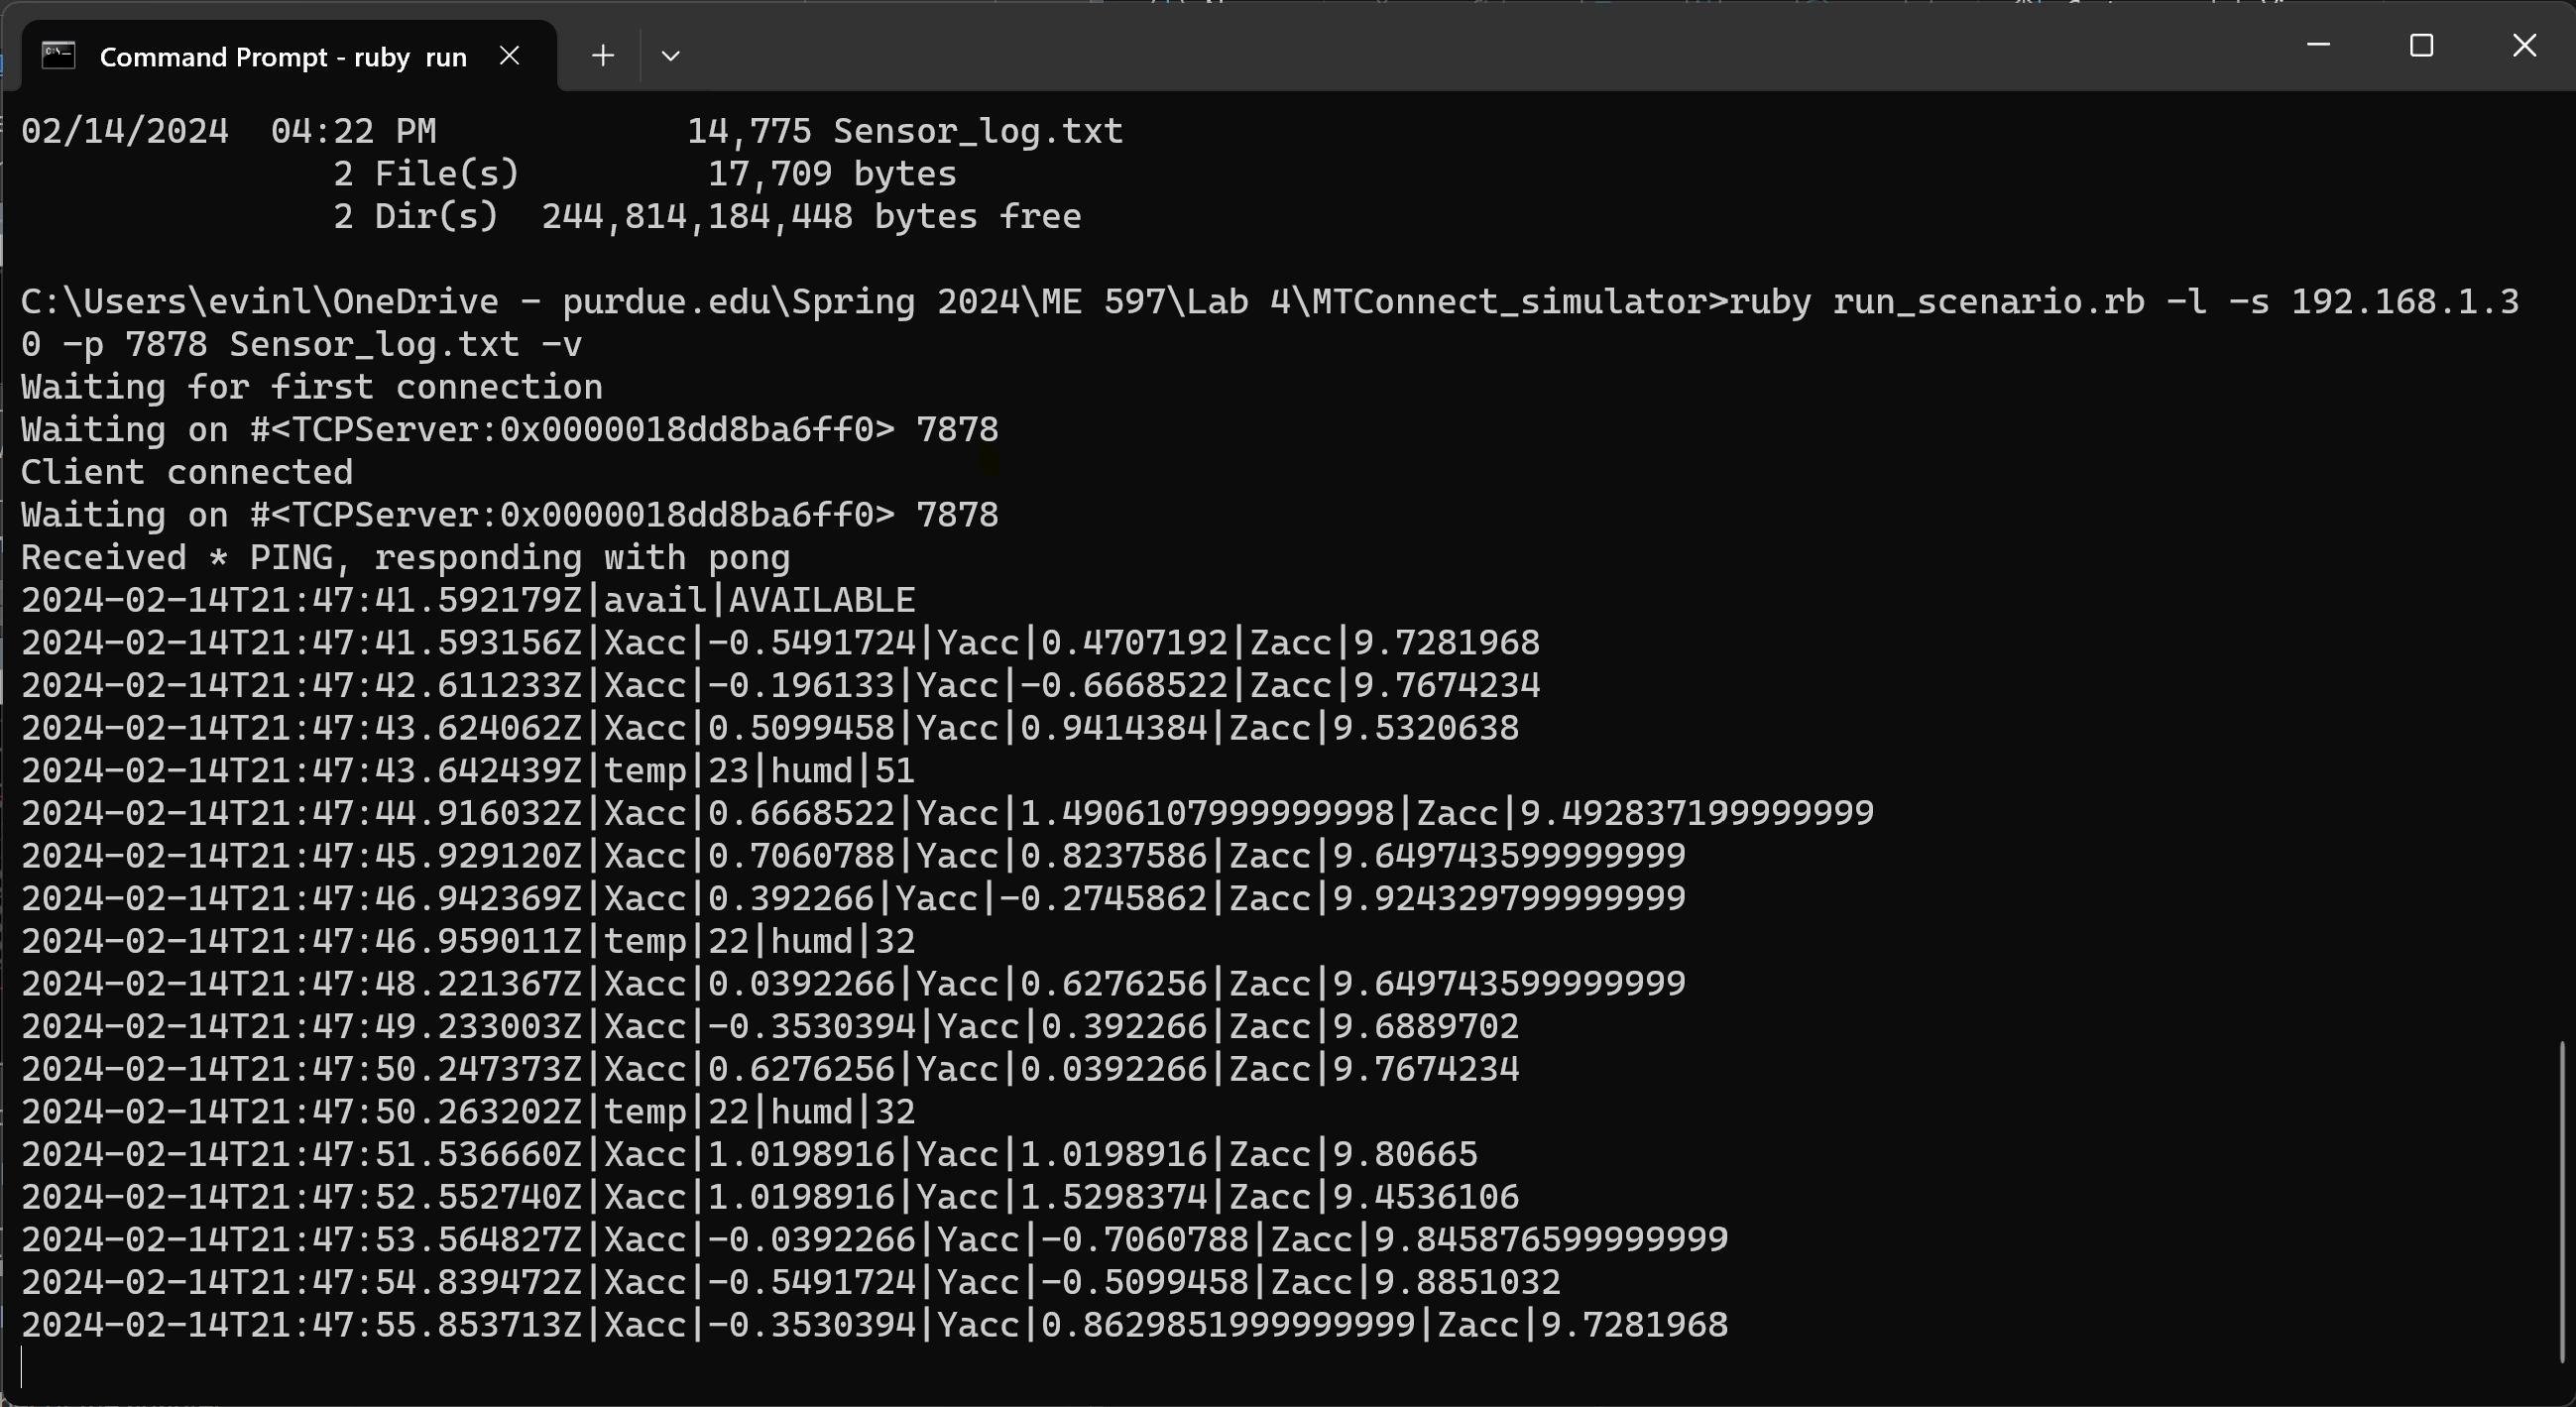 Command Prompt - ruby  run
02/14/2024  04:22 PM            14,775 Sensor_log.txt
               2 File(s)         17,709 bytes
               2 Dir(s)  244,814,184,448 bytes free
C:\Users\evinl\OneDrive - purdue.edu\Spring 2024\ME 597\Lab 4\MTConnect_simulator>ruby run_scenario.rb -l -s 192.168.1.3
0 -p 7878 Sensor_log.txt -v
Waiting for first connection
Waiting on #<TCPServer:0x0000018dd8ba6ff0> 7878
Client connected
Waiting on #<TCPServer:0x0000018dd8ba6ff0> 7878
Received * PING, responding with pong
2024-02-14T21:47:41.592179Z|avail|AVAILABLE
2024-02-14T21:47:41.593156Z|Xacc|-0.5491724|Yacc|0.4707192|Zacc|9.7281968
2024-02-14T21:47:42.611233Z|Xacc|-0.196133|Yacc|-0.6668522|Zacc|9.7674234
2024-02-14T21:47:43.624062Z|Xacc|0.5099458|Yacc|0.9414384|Zacc|9.5320638
2024-02-14T21:47:43.642439Z|temp|23|humd|51
2024-02-14T21:47:44.916032Z|Xacc|0.6668522|Yacc|1.4906107999999998|Zacc|9.492837199999999
2024-02-14T21:47:45.929120Z|Xacc|0.7060788|Yacc|0.8237586|Zacc|9.649743599999999
2024-02-14T21:47:46.942369Z|Xacc|0.392266|Yacc|-0.2745862|Zacc|9.924329799999999
2024-02-14T21:47:46.959011Z|temp|22|humd|32
2024-02-14T21:47:48.221367Z|Xacc|0.0392266|Yacc|0.6276256|Zacc|9.649743599999999
2024-02-14T21:47:49.233003Z|Xacc|-0.3530394|Yacc|0.392266|Zacc|9.6889702
2024-02-14T21:47:50.247373Z|Xacc|0.6276256|Yacc|0.0392266|Zacc|9.7674234
2024-02-14T21:47:50.263202Z|temp|22|humd|32
2024-02-14T21:47:51.536660Z|Xacc|1.0198916|Yacc|1.0198916|Zacc|9.80665
2024-02-14T21:47:52.552740Z|Xacc|1.0198916|Yacc|1.5298374|Zacc|9.4536106
2024-02-14T21:47:53.564827Z|Xacc|-0.0392266|Yacc|-0.7060788|Zacc|9.845876599999999
2024-02-14T21:47:54.839472Z|Xacc|-0.5491724|Yacc|-0.5099458|Zacc|9.8851032
2024-02-14T21:47:55.853713Z|Xacc|-0.3530394|Yacc|0.8629851999999999|Zacc|9.7281968